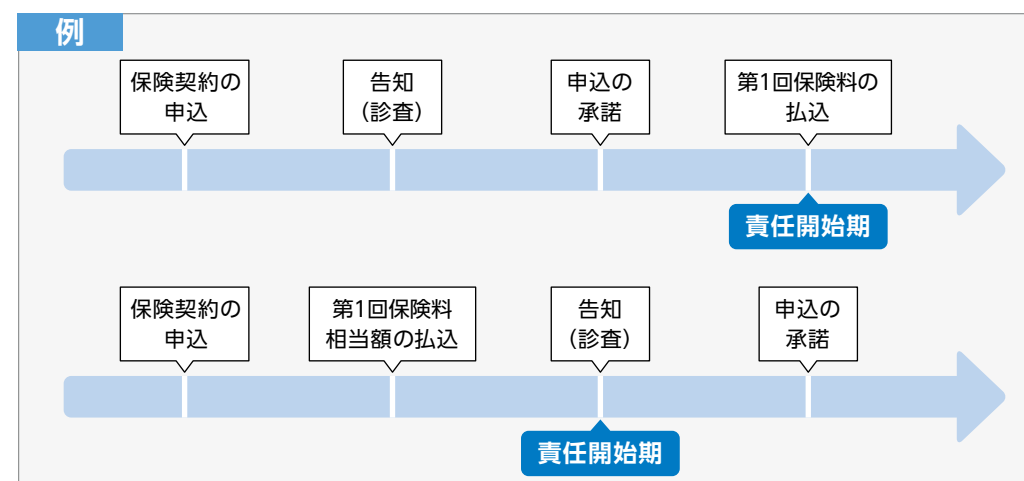 例
保険契約の
申込
告知
（診査）
申込の
承諾
第1回保険料の
払込
責任開始期
保険契約の
申込
第1回保険料
相当額の払込
告知
（診査）
申込の
承諾
責任開始期